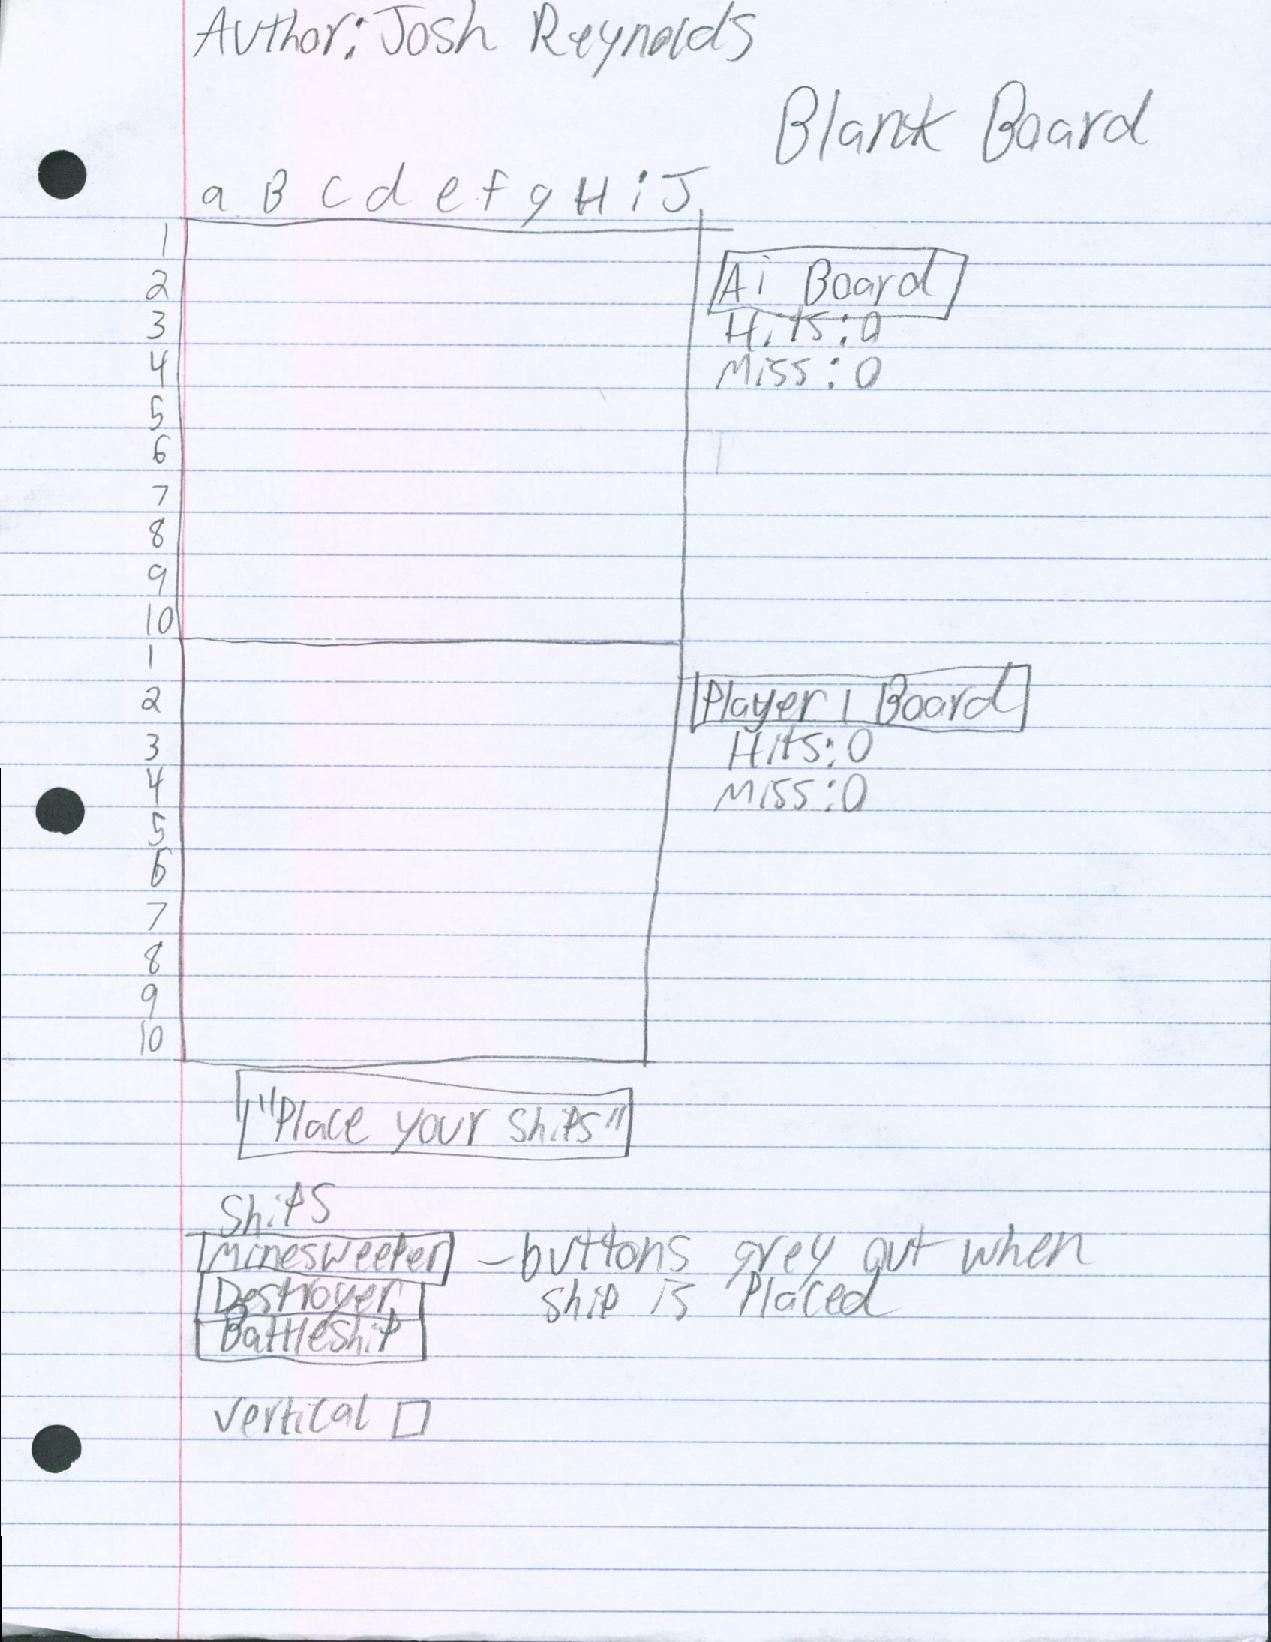 Author: Josh Reynolds
Blank Board
a B c d e f g H i J
1
2
3
4
5
6
7
8
9
10
Ai Board
Hits: 0
Miss: 0
1
2
3
4
5
6
7
8
9
10
Player 1 Board
Hits: 0
Miss: 0
"Place your ships"
Ships
Minesweeper - buttons grey out when
Destroyer ship is Placed
Battleship
vertical